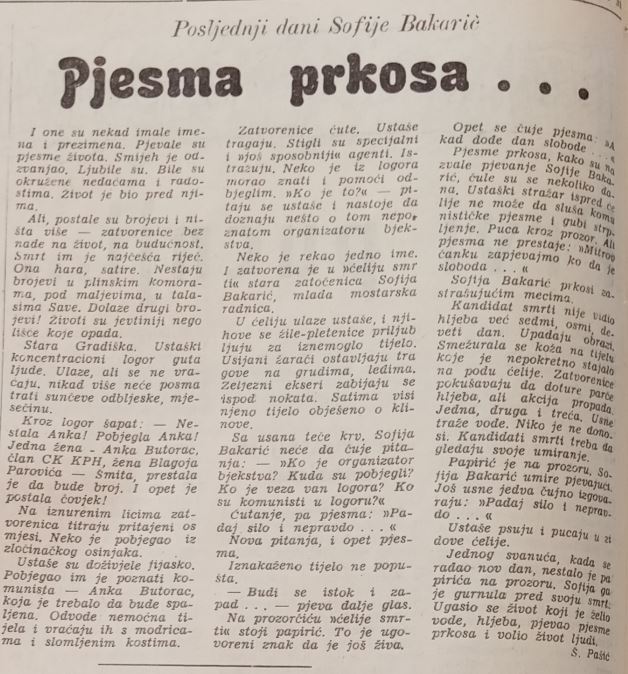 Posljednji dani Sofije Bakarić
Pjesma prkosa . . .
I one su nekad imale ime-
na i prezimena. Pjevale su
pjesme života. Smijeh je od-
zvanjao. Ljubile su. Bile su
okružene nedaćama i rado-
stima. Život je bio pred nji-
ma.
Ali, postale su brojevi i ni-
šta više — zatvorenice bez
nade na život, na budućnost.
Smrt im je najčešća riječ.
Ona hara, satire. Nestaju
brojevi u plinskim komora-
ma, pod maljevima, u tala-
sima Save. Dolaze drugi bro-
jevi! Životi su jevtiniji nego
lišće koje opada.
Stara Gradiška. Ustaški
koncentracioni logor guta
ljude. Ulaze, ali se ne vra-
ćaju, nikad više neće posma
trati sunčeve odbljeske, mje-
sečinu.
Kroz logor šapat: — Ne-
stala Anka! Pobjegla Anka!
Jedna žena - Anka Butorac,
član CK KPH, žena Blagoja
Parovića — Šmita, prestala
je da bude broj. I opet je
postala čovjek!
Na iznurenim licima zat-
vorenica titraju pritajeni os
mjesi. Neko je pobjegao iz
zločinačkog osinjaka.
Ustaše su doživjele fijasko.
Pobjegao im je poznati ko-
munista — Anka Butorac,
koja je trebalo da bude spa-
ljena. Odvode nemoćna ti-
jela i vraćaju ih s modrica-
ma i slomljenim kostima.
Zatvorenice ćute. Ustaše
tragaju. Stigli su specijalni
i »još sposobniji« agenti. Is-
tražuju. Neko je iz logora
morao znati i pomoći od-
bjeglim. »Ko je to?« — pi-
taju se ustaše i nastoje da
doznaju nešto o tom nepo-
znatom organizatoru bjek-
stva.
Neko je rekao jedno ime.
I zatvorena je u »ćeliju smr
ti« stara zatočenica Sofija
Bakarić, mlada mostarska
radnica.
U ćeliju ulaze ustaše, i nji-
hove se žile-pletenice priljub
ljuju za iznemoglo tijelo.
Usijani žarači ostavljaju tra
gove na grudima, leđima.
Željezni ekseri zabijaju se
ispod nokata. Satima visi
njeno tijelo obješeno o kli-
nove.
Sa usana teče krv. Sofija
Bakarić neće da čuje pita-
nja: — »Ko je organizator
bjekstva? Kuda su pobjegli?
Ko je veza van logora? Ko
su komunisti u logoru?«
Ćutanje, pa pjesma: »Pa-
daj silo i nepravdo . . . «
Nova pitanja, i opet pjes-
ma.
Iznakaženo tijelo ne popu-
šta.
— Budi se istok i za-
pad . . . — pjeva dalje glas.
Na prozorčiću »ćelije smr-
ti« stoji papirić. To je ugo-
voreni znak da je još živa.
Opet se čuje pjesma: »A
kad dođe dan slobode . . . «
Pjesme prkosa, kako su na
zvale pjevanje Sofije Baka-
rić, čule su se nekoliko da-
na. Ustaški stražar ispred će
lije ne može da sluša komu
nističke pjesme i gubi strp-
ljenje. Puca kroz prozor. Ali
pjesma ne prestaje: »Mitrov
čanku zapjevajmo ko da je
sloboda . . . «
Sofija Bakarić prkosi za-
strašujućim mecima.
Kandidat smrti nije vidio
hljeba već sedmi, osmi, de-
veti dan. Upadaju obrazi.
Smežurala se koža na tijelu
koje je nepokretno stajalo
na podu ćelije. Zatvorenice
pokušavaju da doture parče
hljeba, ali akcija propada.
Jedna, druga i treća. Usne
traže vode. Niko je ne dono-
si. Kandidati smrti treba da
gledaju svoje umiranje.
Papirić je na prozoru. So-
fija Bakarić umire pjevajući.
Još usne jedva čujno izgova-
raju: »Padaj silo i neprav-
do . . . «
Ustaše psuju i pucaju u zi
dove ćelije.
Jednog svanuća, kada se
rađao nov dan, nestalo je pa
pirića na prozoru. Sofija ga
je gurnula pred svoju smrt.
Ugasio se život koji je želio
vode, hljeba, pjevao pjesme
prkosa i volio život ljudi.
Š. Pašić